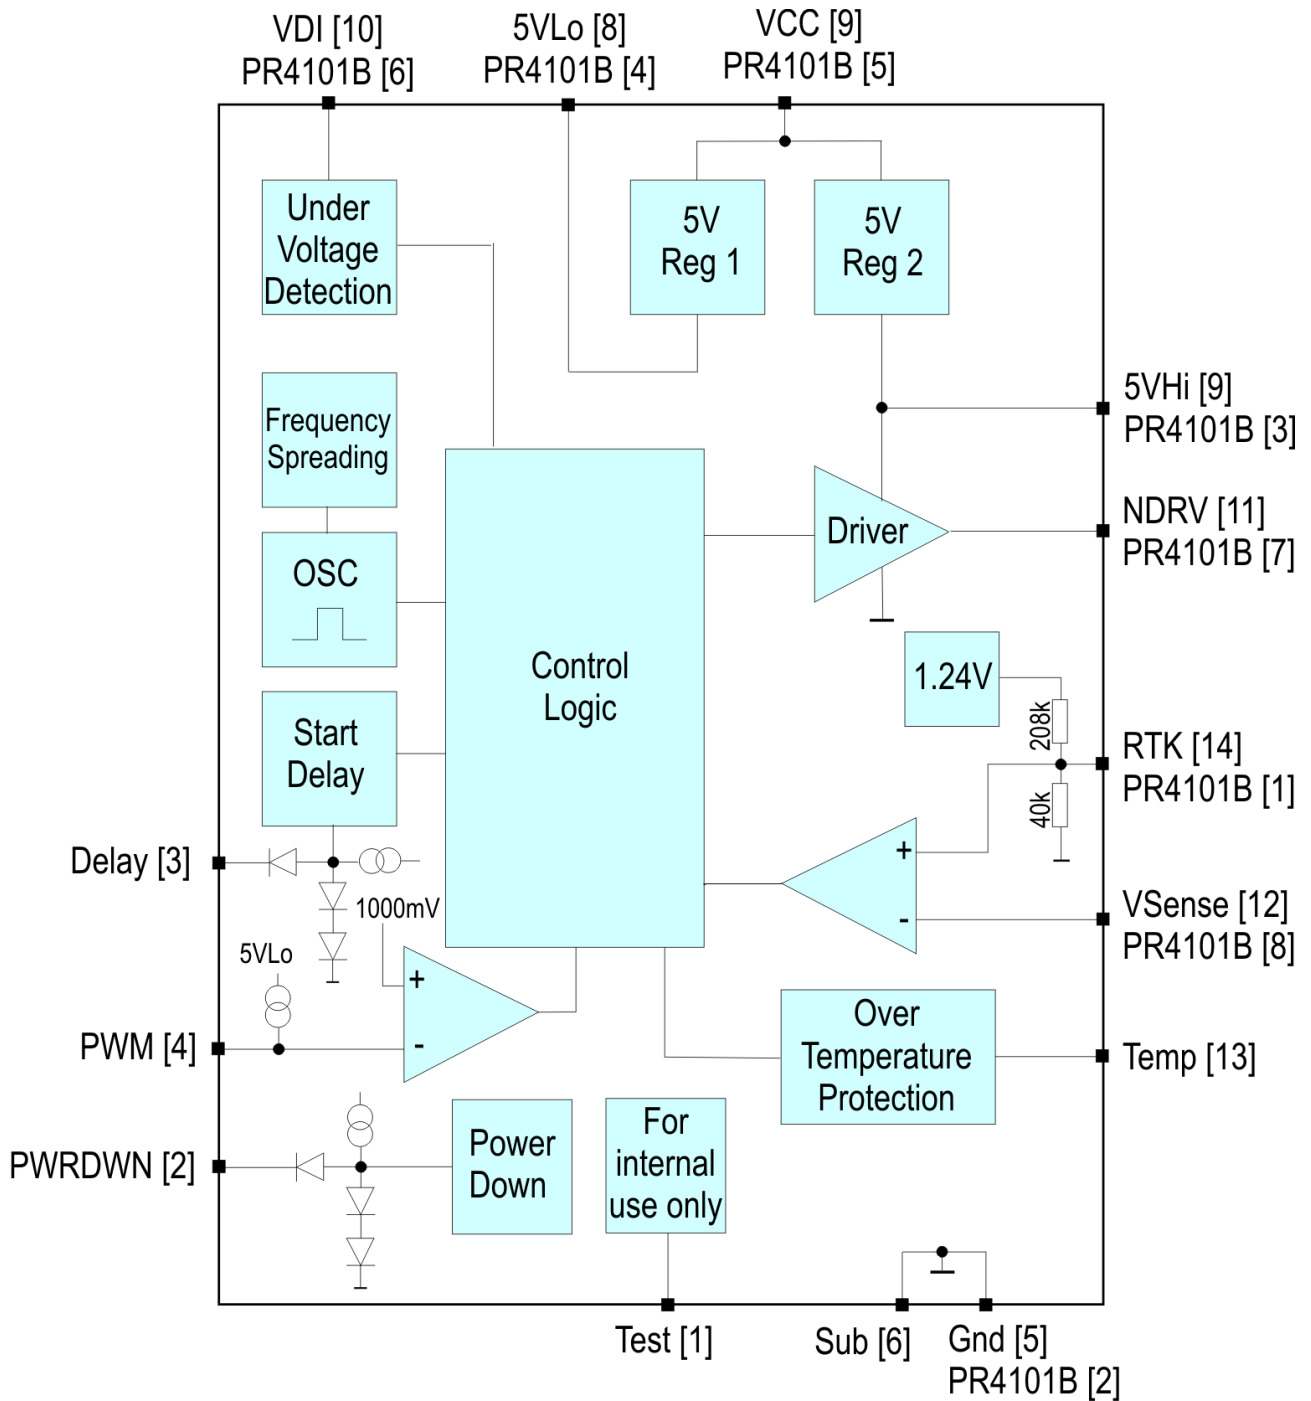 VDI [10]
PR4101B [6]
5VLo [8]
PR4101B [4]
VCC [9]
PR4101B [5]
Under
Voltage
Detection
5V
Reg 1
5V
Reg 2
5VHi [9]
PR4101B [3]
Frequency
Spreading
NDRV [11]
PR4101B [7]
Driver
OSC
Control
Logic
1.24V
208k
Start
Delay
RTK [14]
PR4101B [1]
40k
Delay [3]
+
-
1000mV
VSense [12]
PR4101B [8]
5VLo
+
-
PWM [4]
Over
Temperature
Protection
Temp [13]
PWRDWN [2]
Power
Down
For
internal
use only
Test [1]
Sub [6]
Gnd [5]
PR4101B [2]